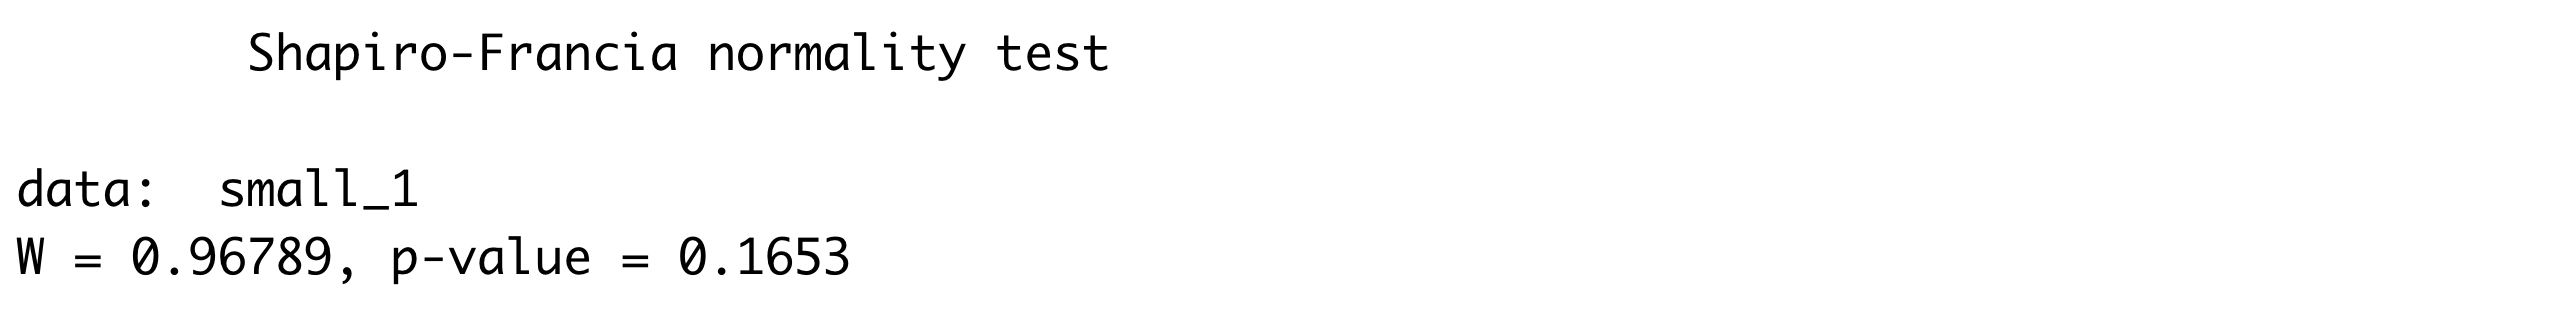 Shapiro-Francia normality test
data:  small_1
W = 0.96789, p-value = 0.1653